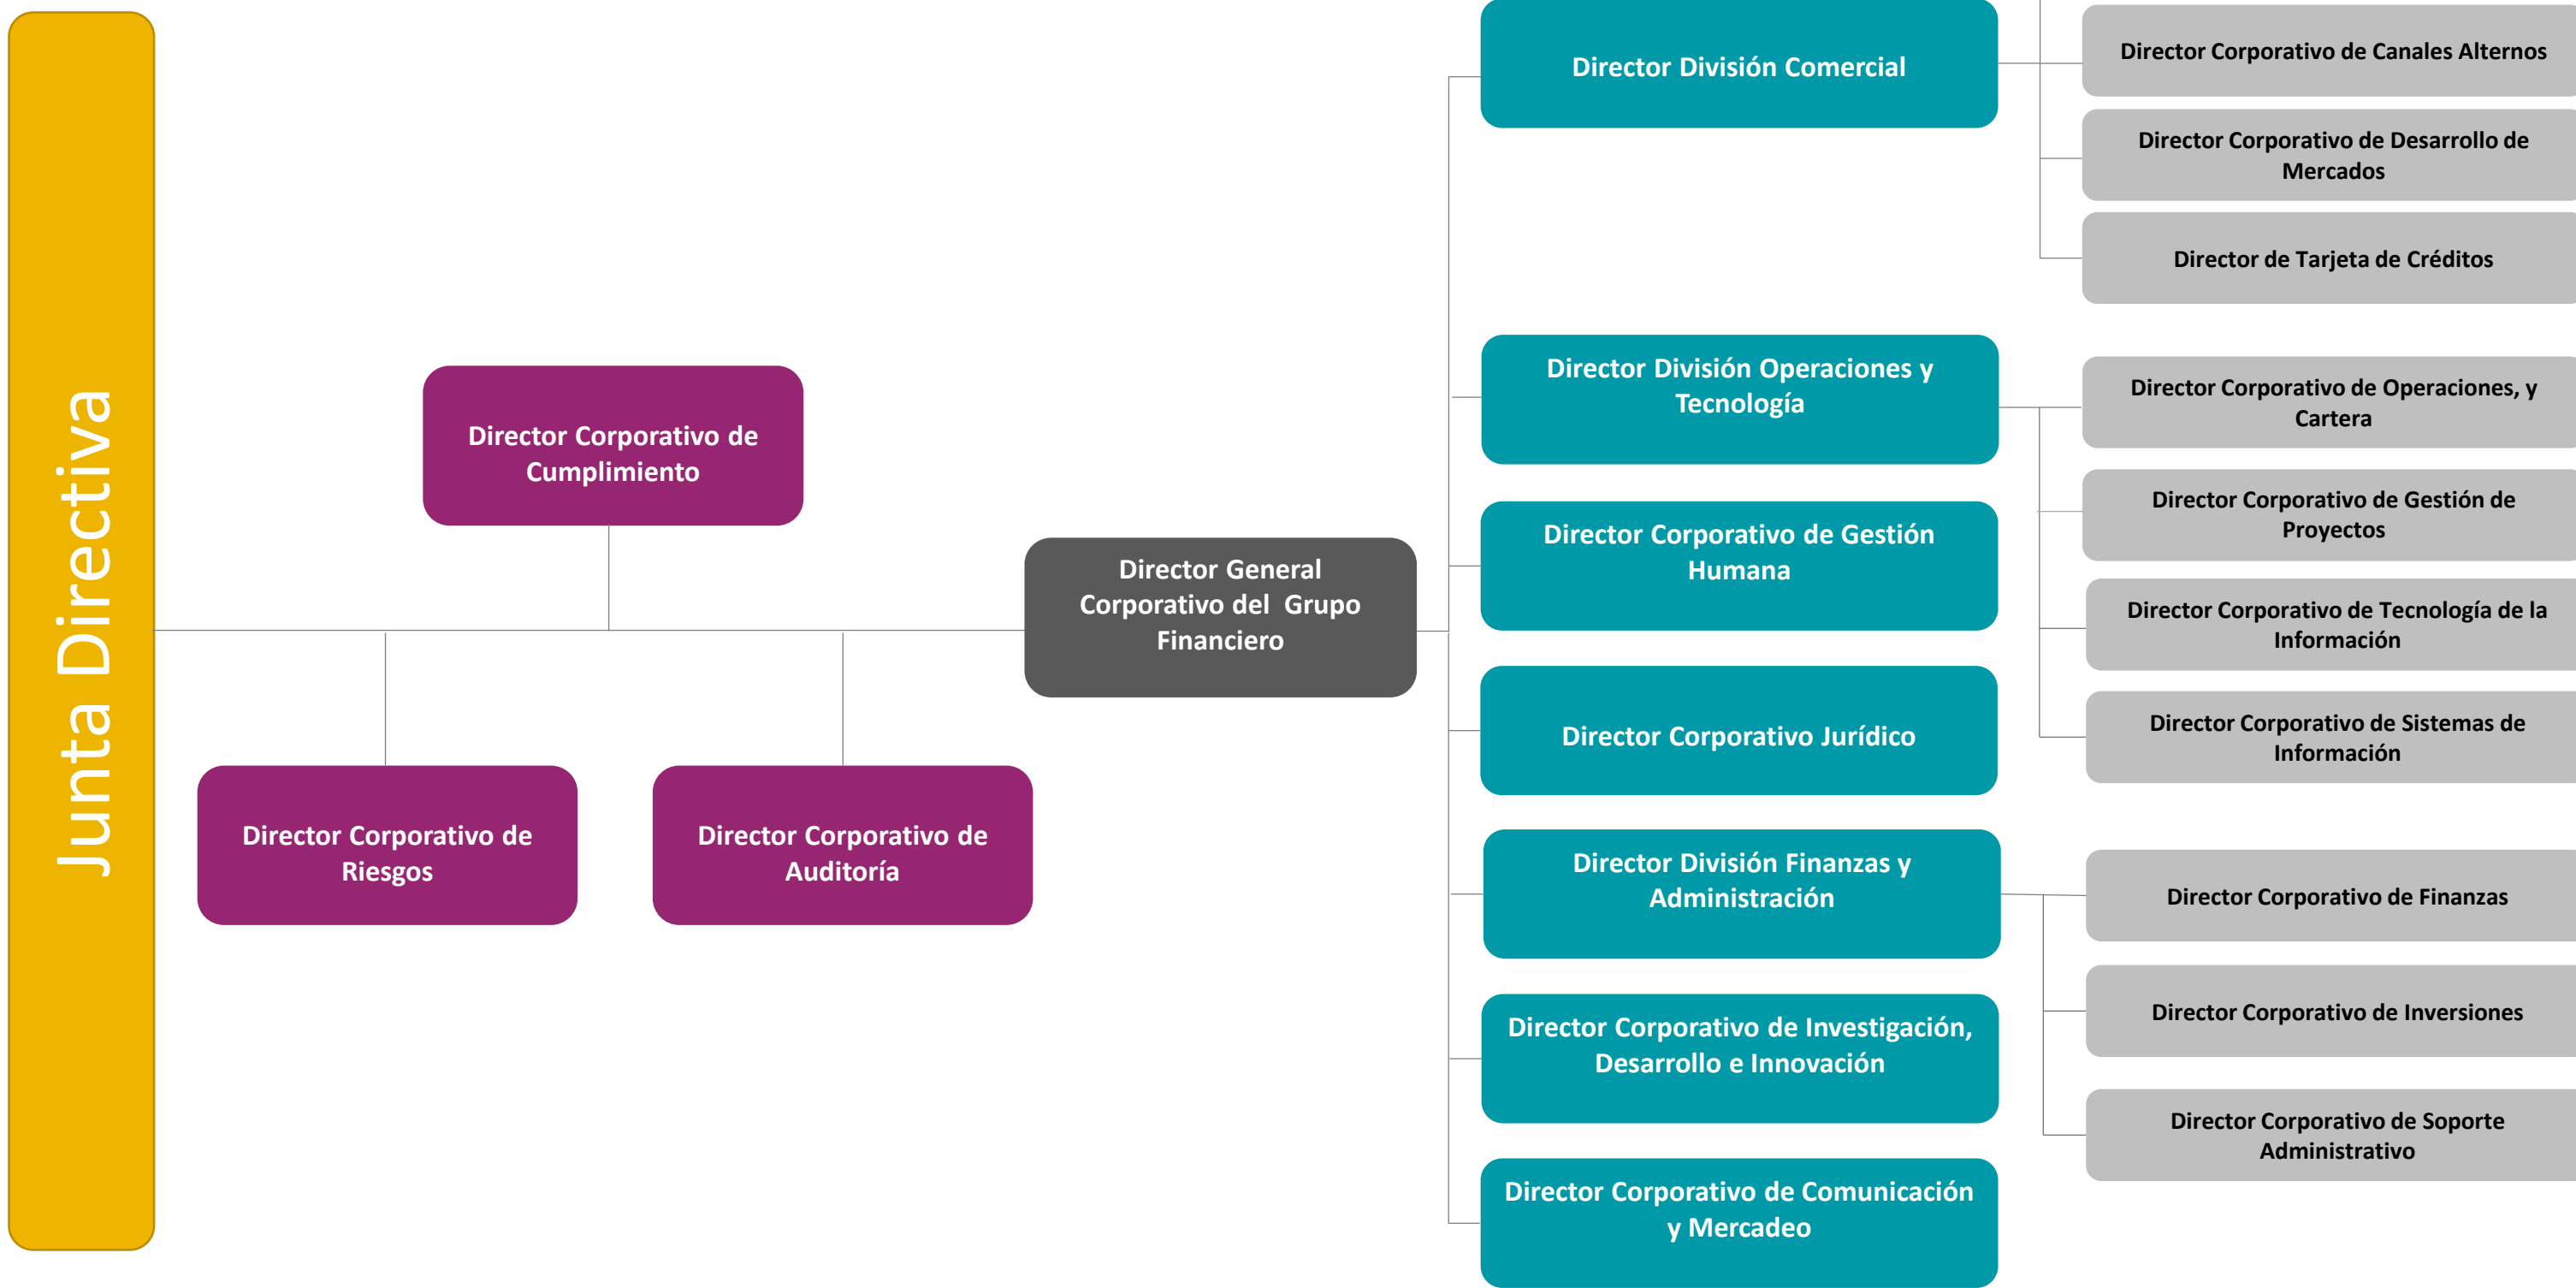 Junta Directiva
Director Corporativo de
Cumplimiento
Director Corporativo de
Riesgos
Director Corporativo de
Auditoría
Director General
Corporativo del  Grupo
Financiero
Director División Comercial
Director División Operaciones y
Tecnología
Director Corporativo de Gestión
Humana
Director Corporativo Jurídico
Director División Finanzas y
Administración
Director Corporativo de Investigación,
Desarrollo e Innovación
Director Corporativo de Comunicación
y Mercadeo
Director Corporativo de Canales Alternos
Director Corporativo de Desarrollo de
Mercados
Director de Tarjeta de Créditos
Director Corporativo de Operaciones, y
Cartera
Director Corporativo de Gestión de
Proyectos
Director Corporativo de Tecnología de la
Información
Director Corporativo de Sistemas de
Información
Director Corporativo de Finanzas
Director Corporativo de Inversiones
Director Corporativo de Soporte
Administrativo